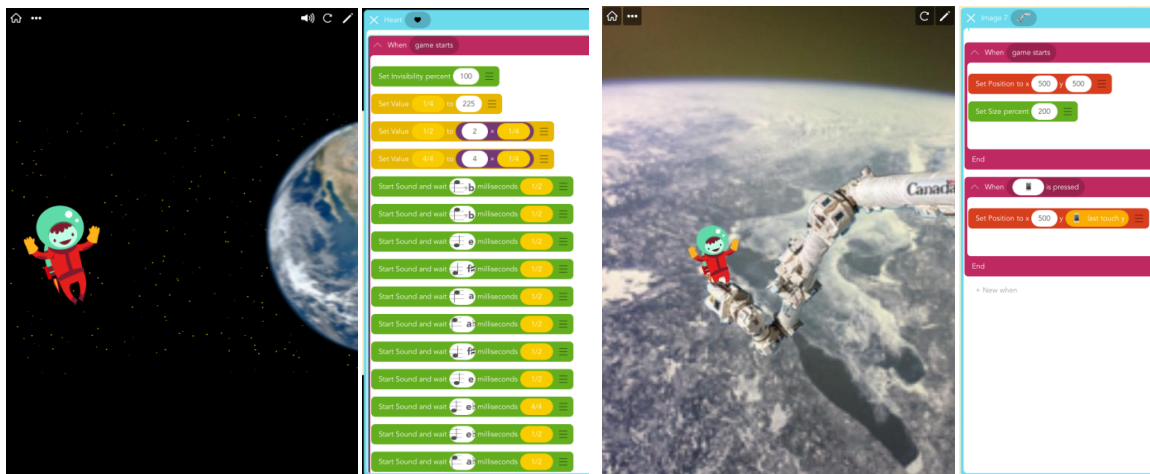 Heart
When game starts
Set Invisibility percent 100
Set Value 1/4 to 225
Set Value 1/2 to 2 × 1/4
Set Value 4/4 to 4 × 1/4
Start Sound and wait b milliseconds 1/2
Start Sound and wait b milliseconds 1/2
Start Sound and wait e milliseconds 1/2
Start Sound and wait f# milliseconds 1/2
Start Sound and wait a milliseconds 1/2
Start Sound and wait a milliseconds 1/2
Start Sound and wait f# milliseconds 1/2
Start Sound and wait e milliseconds 1/2
Start Sound and wait e milliseconds 4/4
Start Sound and wait e milliseconds 1/2
Start Sound and wait a milliseconds 1/2
Canada
Image 7
When game starts
Set Position to x 500 y 500
Set Size percent 200
End
When is pressed
Set Position to x 500 y last touch y
End
+ New when